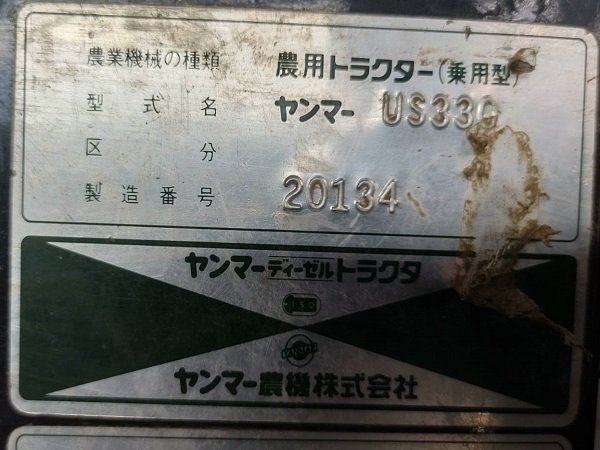 農業機械の種類 農用トラクター(乗用型)
型式名 ヤンマー US330
区分
製造番号 20134
ヤンマーディーゼルトラクタ
ヤンマー農機株式会社